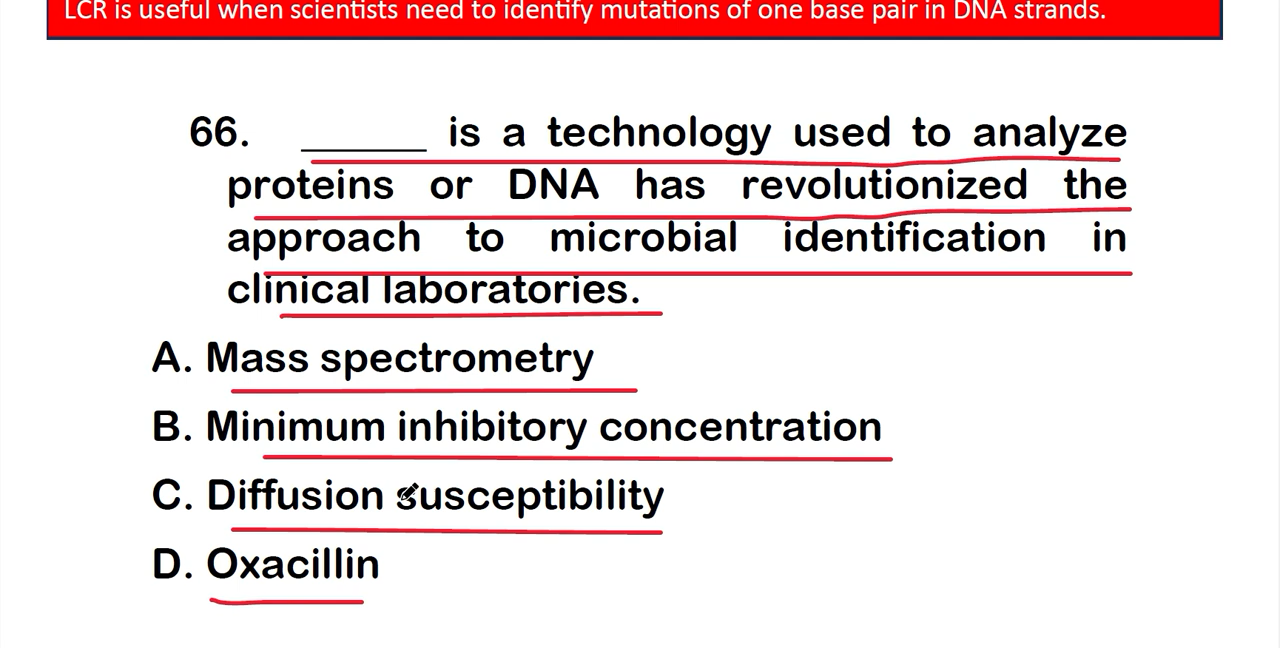 LCR is useful when scientists need to identify mutations of one base pair in DNA strands.
66. ______ is a technology used to analyze
proteins or DNA has revolutionized the
approach to microbial identification in
clinical laboratories.
A. Mass spectrometry
B. Minimum inhibitory concentration
C. Diffusion susceptibility
D. Oxacillin